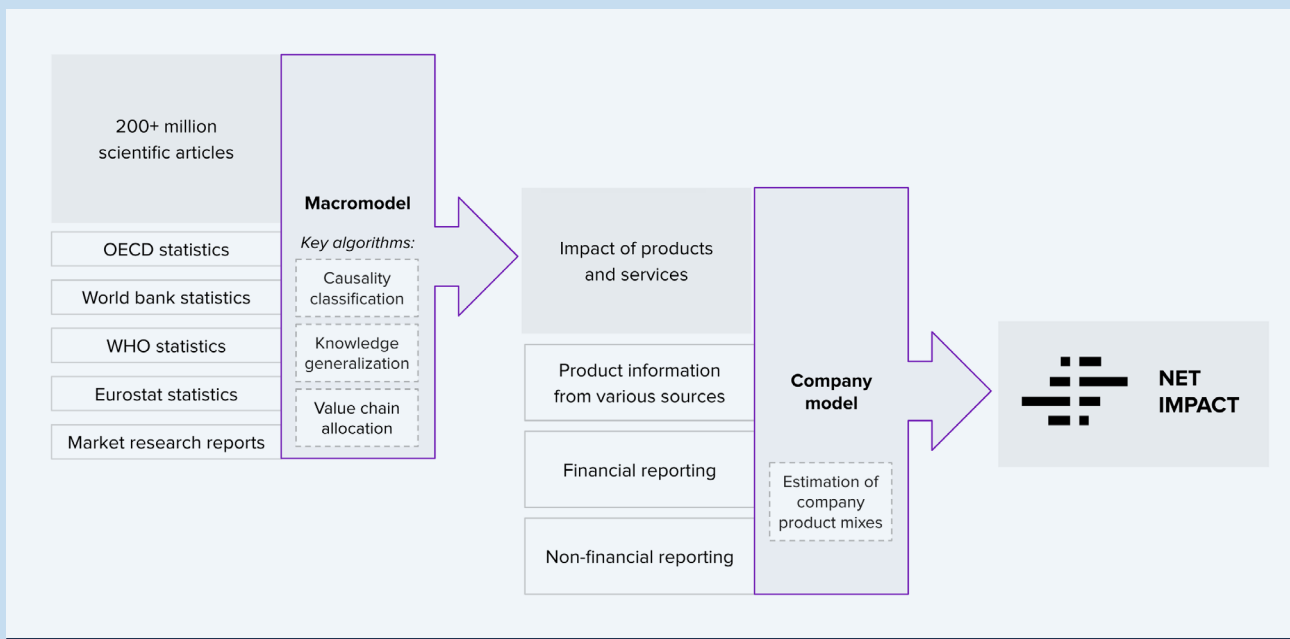 200+ million
scientific articles
OECD statistics
World bank statistics
WHO statistics
Eurostat statistics
Market research reports
Macromodel
Key algorithms:
Causality
classification
Knowledge
generalization
Value chain
allocation
Impact of products
and services
Product information
from various sources
Financial reporting
Non-financial reporting
Company
model
Estimation of
company
product mixes
NET
IMPACT